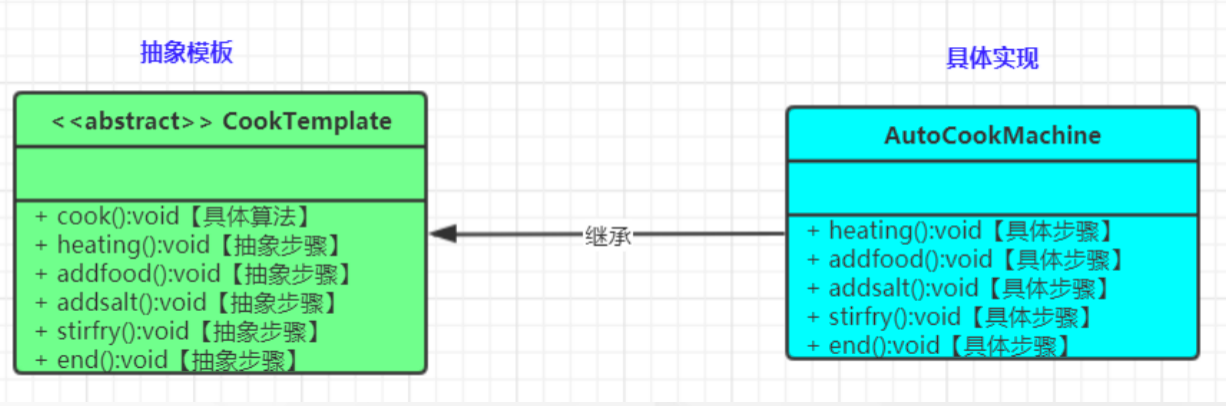 抽象模板
<<abstract>> CookTemplate
+ cook():void【具体算法】
+ heating():void【抽象步骤】
+ addfood():void【抽象步骤】
+ addsalt():void【抽象步骤】
+ stirfry():void【抽象步骤】
+ end():void【抽象步骤】
继承
具体实现
AutoCookMachine
+ heating():void【具体步骤】
+ addfood():void【具体步骤】
+ addsalt():void【具体步骤】
+ stirfry():void【具体步骤】
+ end():void【具体步骤】